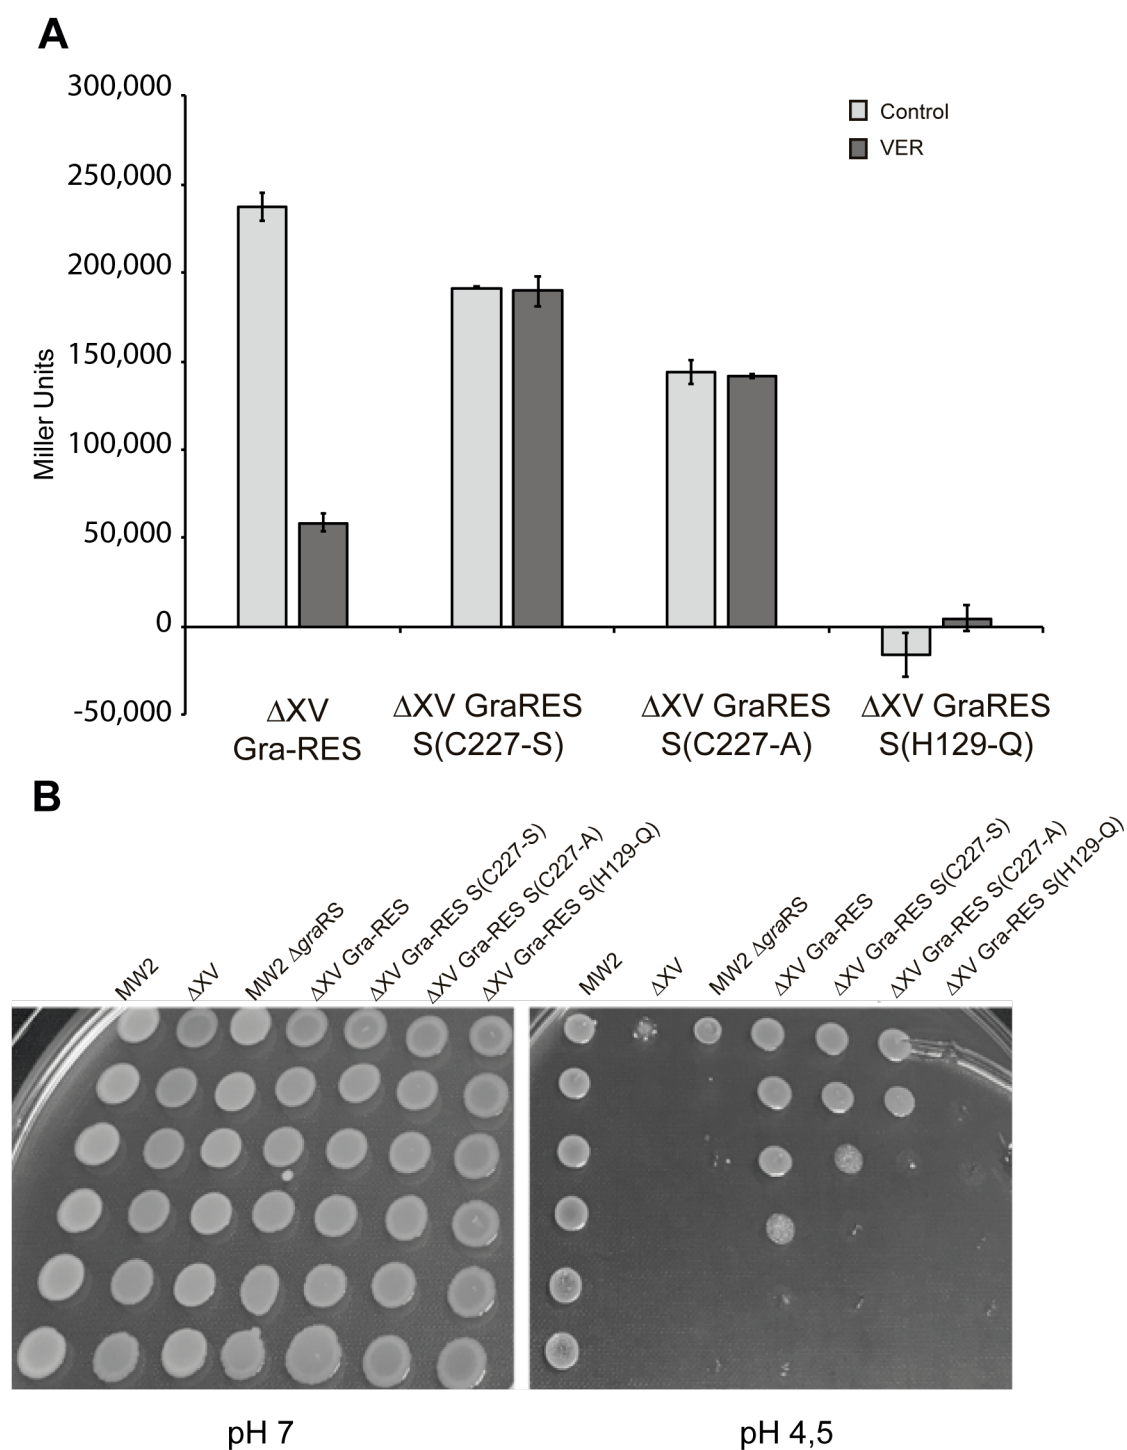 A
300,000
250,000
200,000
150,000
100,000
50,000
0
-50,000
Miller Units
Control
VER
ΔXV
Gra-RES
ΔXV GraRES
S(C227-S)
ΔXV GraRES
S(C227-A)
ΔXV GraRES
S(H129-Q)
B
MW2
ΔXV
MW2 ΔgraRS
ΔXV Gra-RES
ΔXV Gra-RES S(C227-S)
ΔXV Gra-RES S(C227-A)
ΔXV Gra-RES S(H129-Q)
MW2
ΔXV
MW2 ΔgraRS
ΔXV Gra-RES
ΔXV Gra-RES S(C227-S)
ΔXV Gra-RES S(C227-A)
ΔXV Gra-RES S(H129-Q)
pH 7
pH 4,5